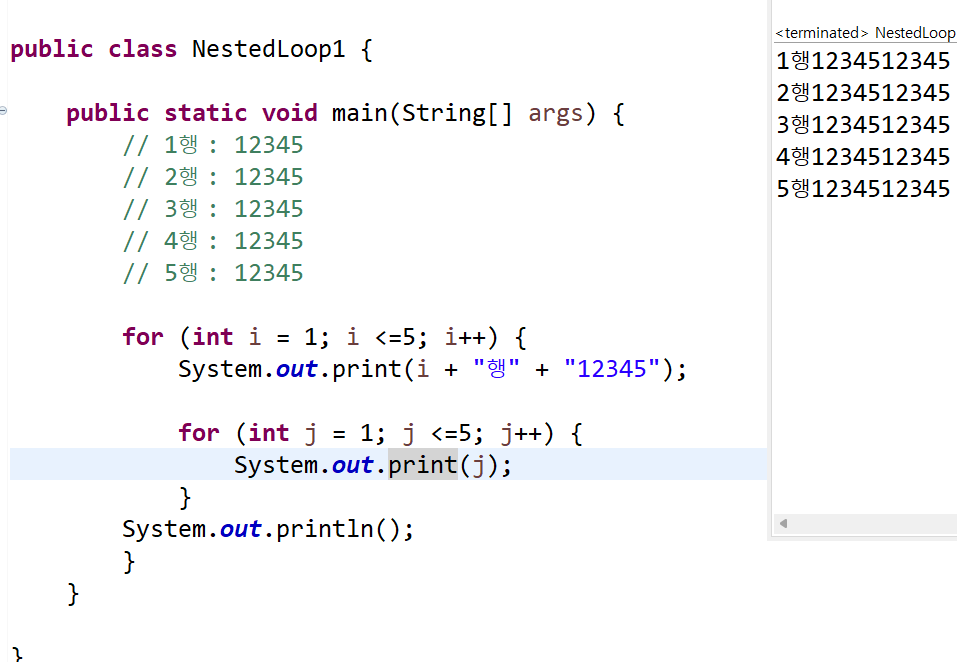 public class NestedLoop1 {
public static void main(String[] args) {
// 1행 : 12345
// 2행 : 12345
// 3행 : 12345
// 4행 : 12345
// 5행 : 12345
for (int i = 1; i <=5; i++) {
System.out.print(i + "행" + "12345");
for (int j = 1; j <=5; j++) {
System.out.print(j);
}
System.out.println();
}
}
}
<terminated> NestedLoop
1행1234512345
2행1234512345
3행1234512345
4행1234512345
5행1234512345